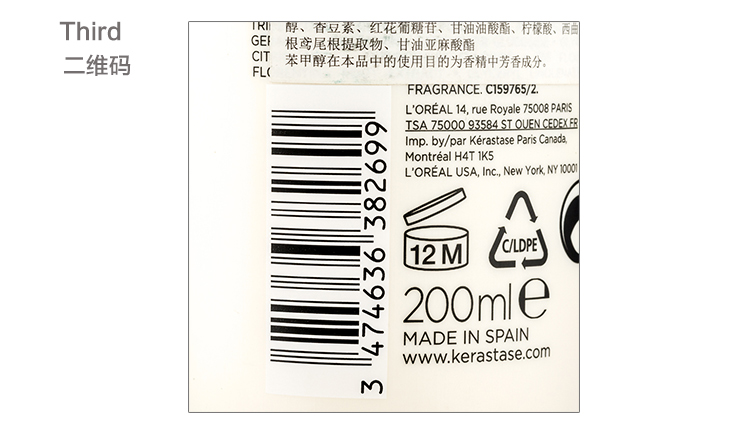 Third
二维码
醇、香豆素、红花葡糖苷、甘油油酸酯、柠檬酸、西曲
GE
根鸢尾根提取物、甘油亚麻酸酯
CIT
苯甲醇在本品中的使用目的为香精中芳香成分。
FLO
FRAGRANCE. C159765/2.
L'ORÉAL 14, rue Royale 75008 PARIS
TSA 75000 93584 ST OUEN CEDEX FR
Imp. by/par Kérastase Paris Canada,
Montréal H4T 1K5
L'ORÉAL USA, Inc., New York, NY 10001
3 474636 382699
12 M
C/LDPE
200ml e
MADE IN SPAIN
www.kerastase.com